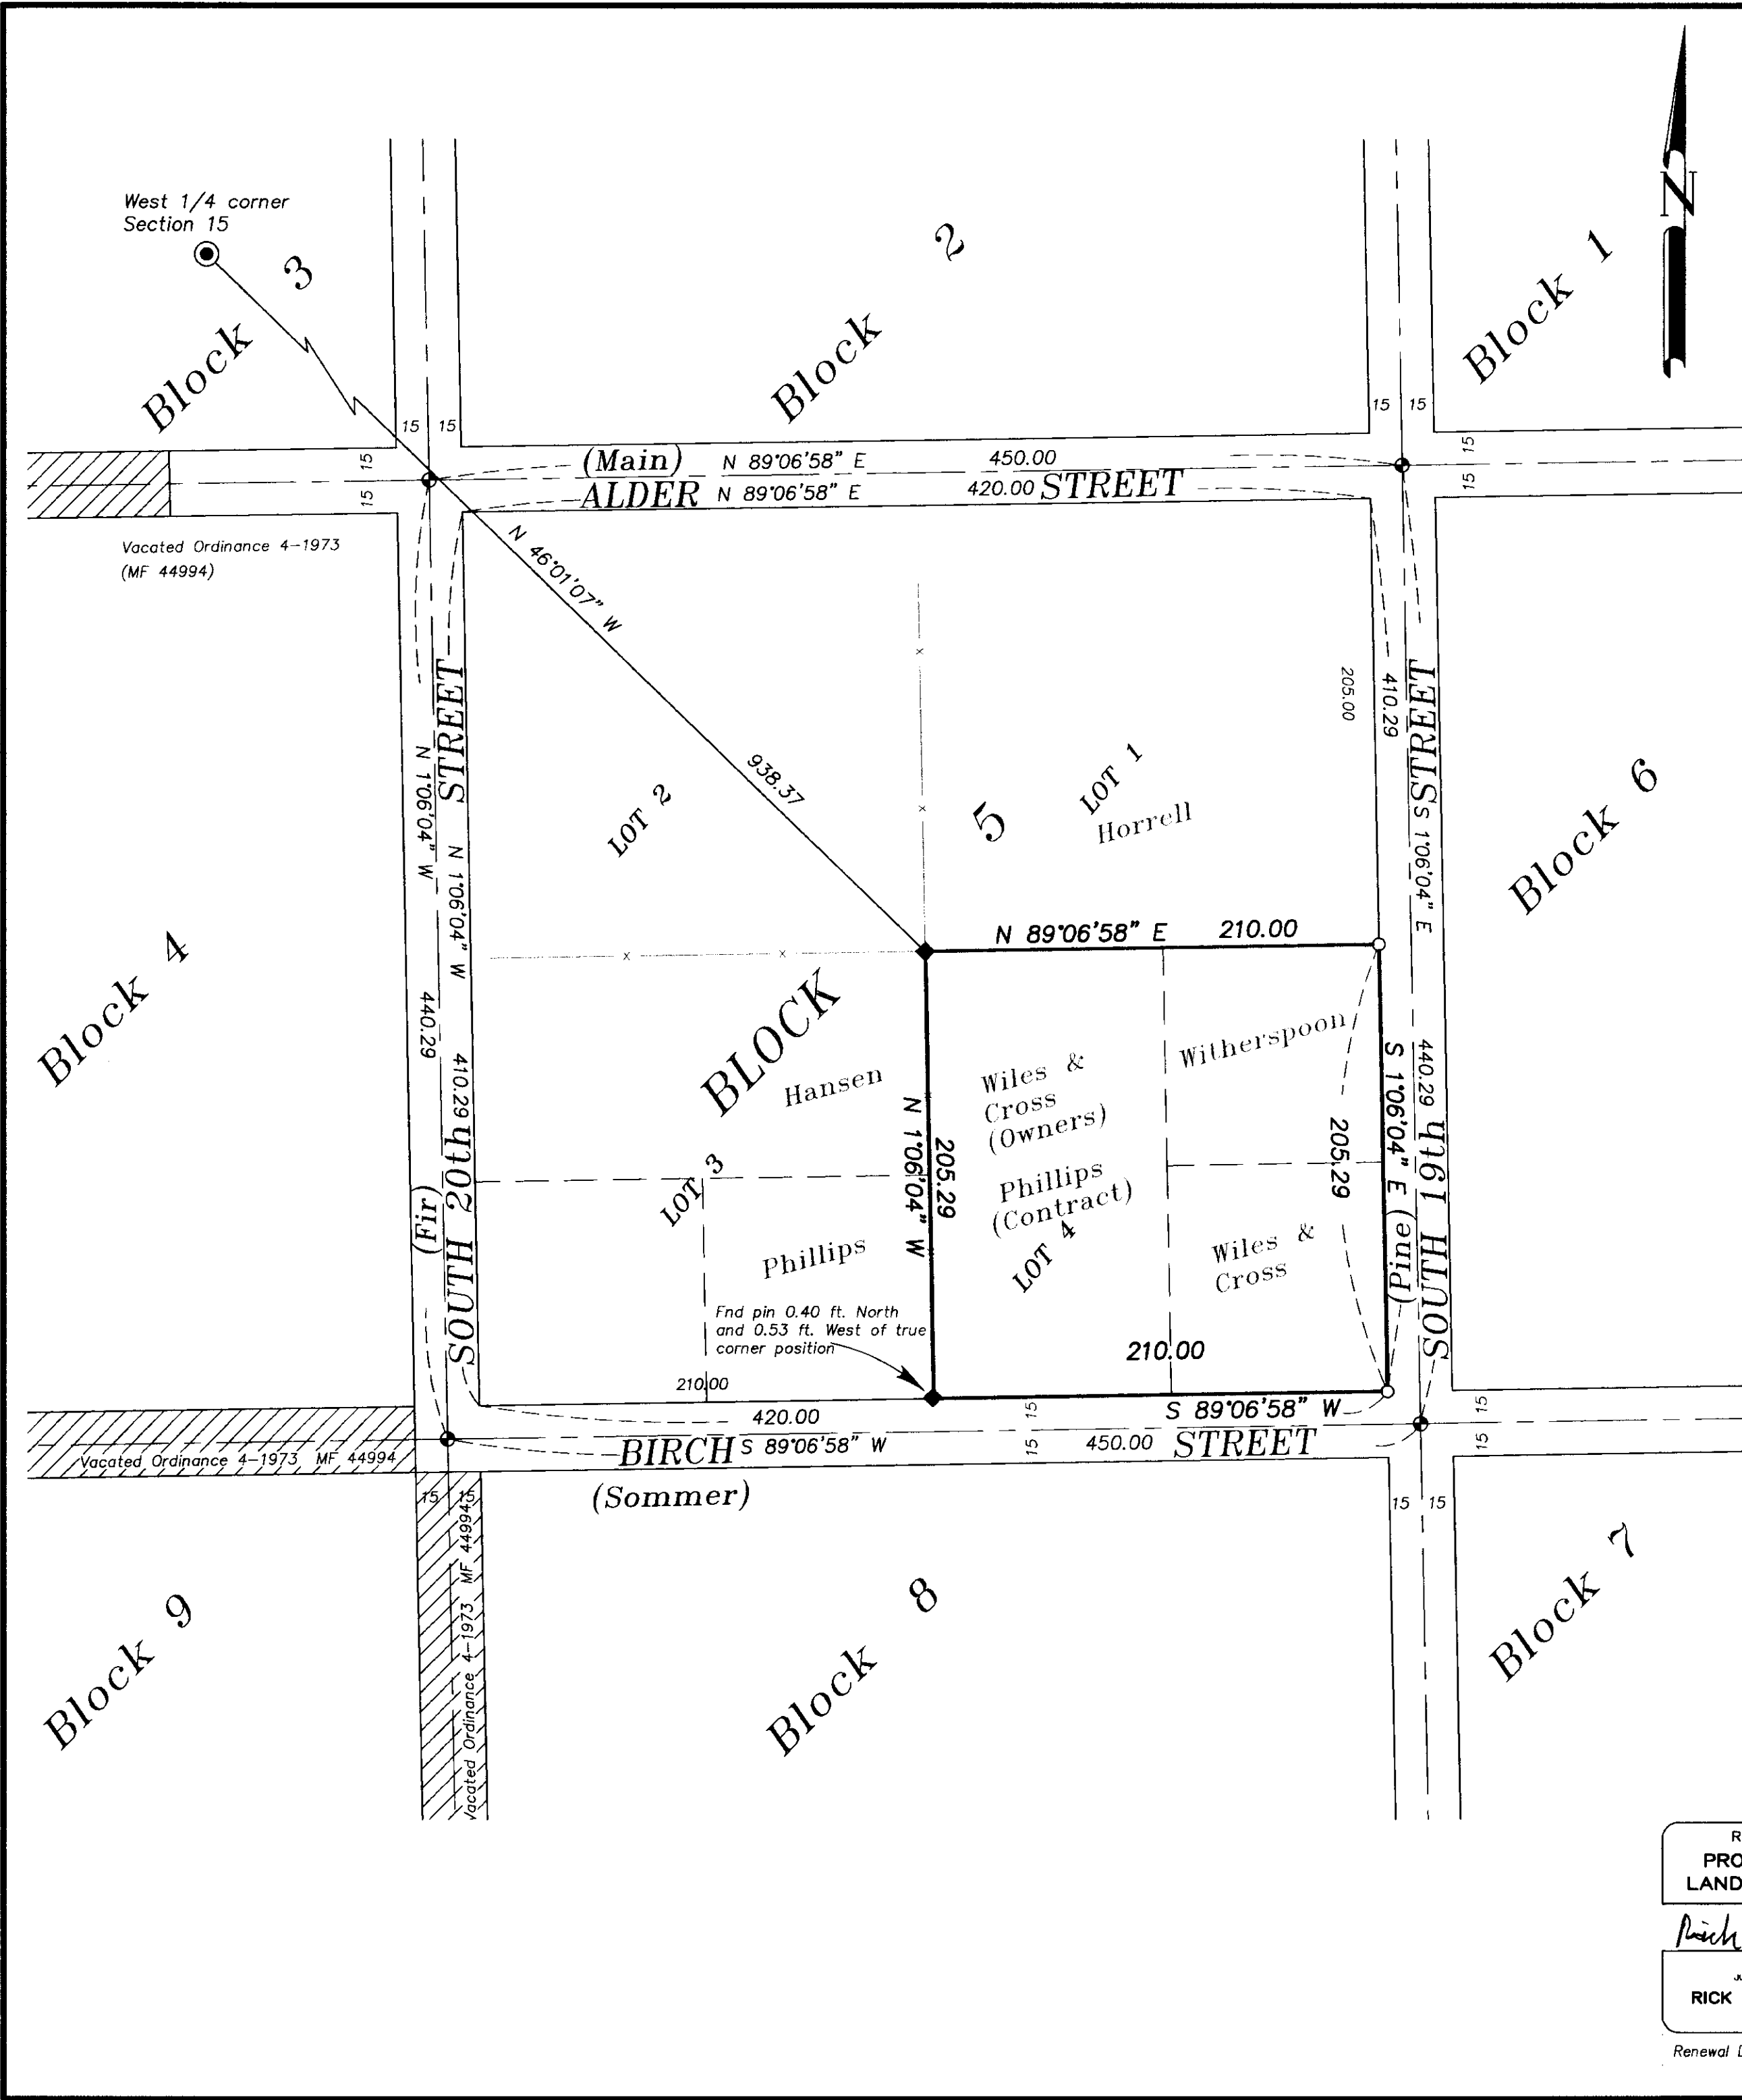 N
West 1/4 corner
Section 15
Block 3
Block 2
Block 1
15 15
15 15
15
15
(Main) N 89°06'58" E 450.00
ALDER N 89°06'58" E 420.00 STREET
15
15
Vacated Ordinance 4-1973
(MF 44994)
N 46°01'07" W
938.37
205.00
410.29
STREET
N 1°06'04" W
N 1°06'04" W
440.29
410.29
SOUTH 20th
(Fir)
STREET
S 1°06'04" E
440.29
SOUTH 19th
(Pine)
LOT 2
5
LOT 1
Horrell
Block 6
Block 4
N 89°06'58" E 210.00
BLOCK
Hansen
N 1°06'04" W
205.29
Wiles &
Cross
(Owners)
Phillips
(Contract)
LOT 4
Witherspoon
S 1°06'04" E
205.29
LOT 3
Phillips
Wiles &
Cross
Fnd pin 0.40 ft. North
and 0.53 ft. West of true
corner position
210.00
210.00
420.00
S 89°06'58" W
15
15
BIRCH S 89°06'58" W 450.00 STREET
(Sommer)
15
15
Vacated Ordinance 4-1973 MF 44994
15 15
15 15
Vacated Ordinance 4-1973 MF 44994
Block 9
Block 8
Block 7
R
PRO
LAND
Rich
RICK
Renewal D